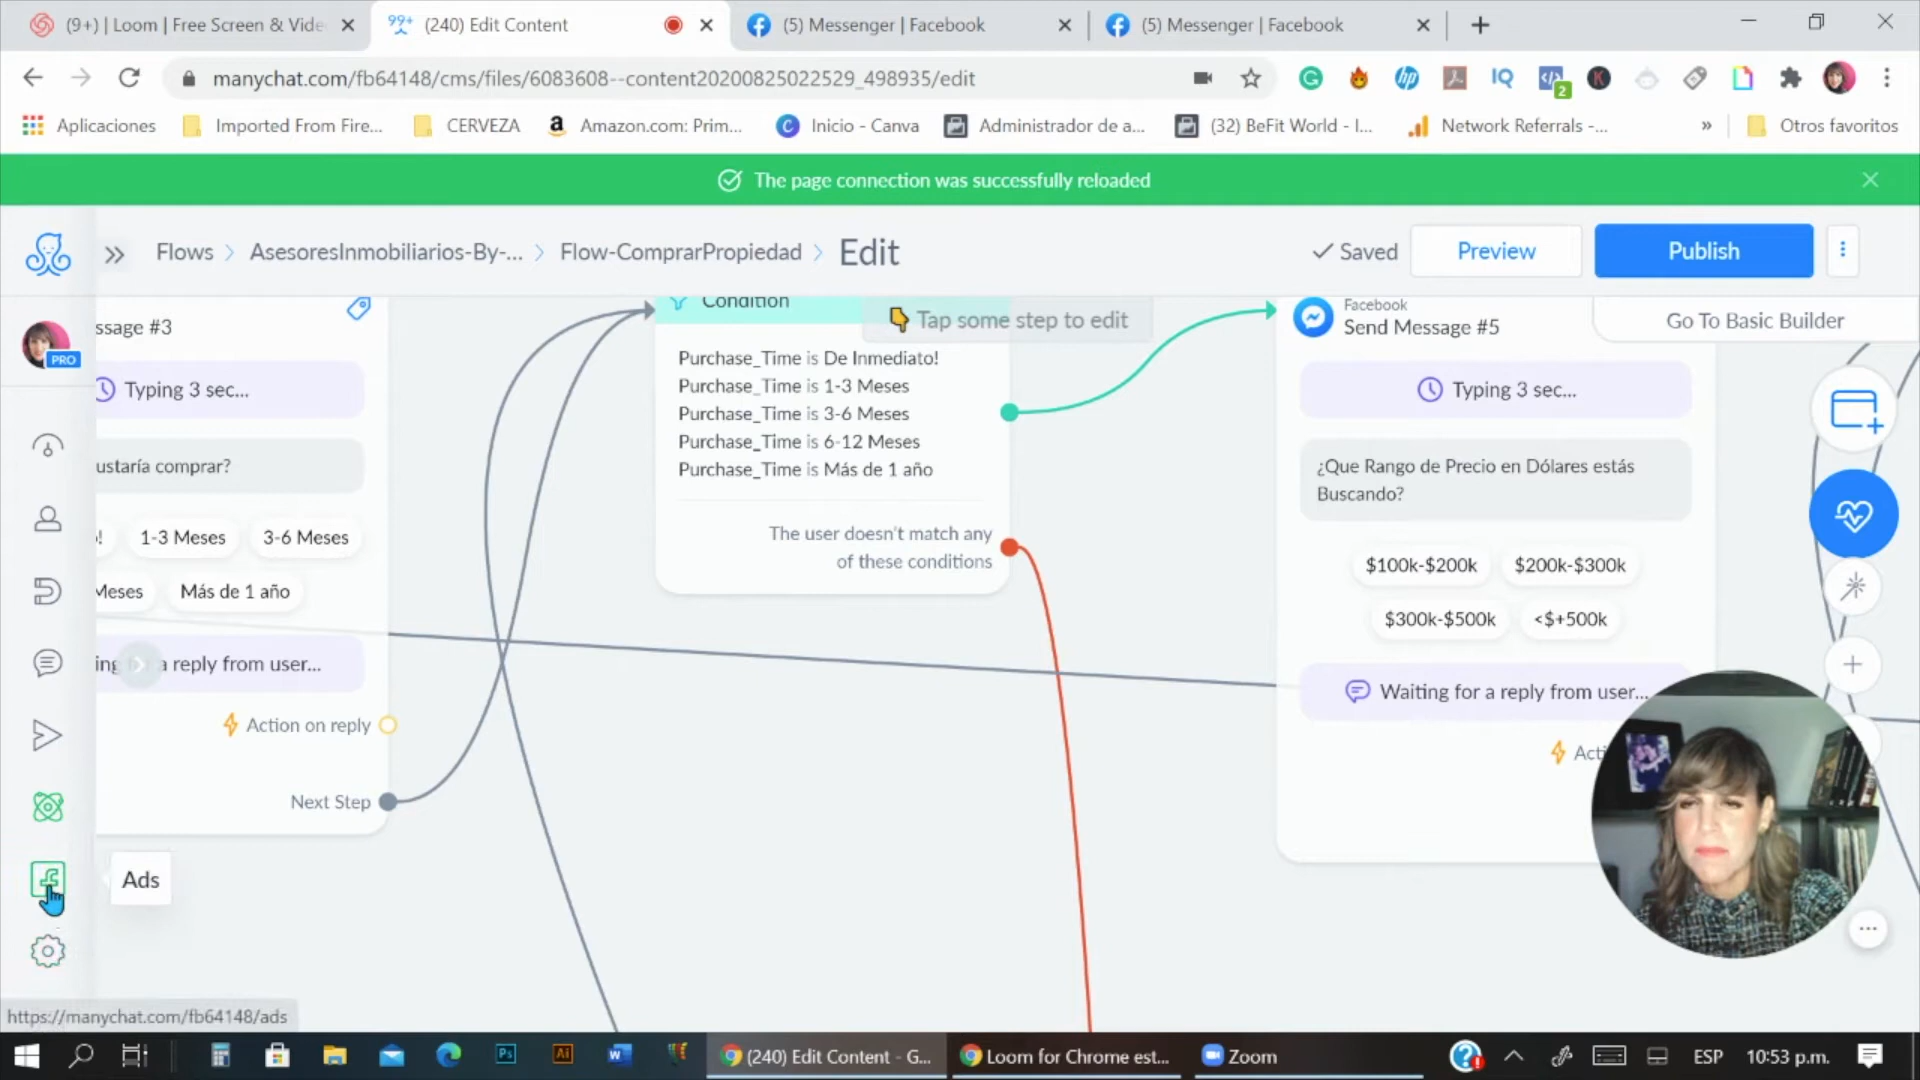 (9+) | Loom | Free Screen & Vide
99+
(240) Edit Content
(5) Messenger | Facebook
(5) Messenger | Facebook
manychat.com/fb64148/cms/files/6083608--content20200825022529_498935/edit
IQ
2
K
Aplicaciones
Imported From Fire...
CERVEZA
Amazon.com: Prim...
Inicio - Canva
Administrador de a...
(32) BeFit World - I...
Network Referrals -...
»
Otros favoritos
The page connection was successfully reloaded
Flows
AsesoresInmobiliarios-By-...
Flow-ComprarPropiedad
Edit
Saved
Preview
Publish
PRO
ssage #3
Typing 3 sec...
ustaría comprar?
!
1-3 Meses
3-6 Meses
Meses
Más de 1 año
ing
a reply from user...
Action on reply
Next Step
Condition
Tap some step to edit
Purchase_Time is De Inmediato!
Purchase_Time is 1-3 Meses
Purchase_Time is 3-6 Meses
Purchase_Time is 6-12 Meses
Purchase_Time is Más de 1 año
The user doesn't match any
of these conditions
Facebook
Send Message #5
Go To Basic Builder
Typing 3 sec...
¿Que Rango de Precio en Dólares estás
Buscando?
$100k-$200k
$200k-$300k
$300k-$500k
<$+500k
Waiting for a reply from user...
Acti
Ads
https://manychat.com/fb64148/ads
Ps
Ai
W
(240) Edit Content - G...
Loom for Chrome est...
Zoom
ESP
10:53 p.m.